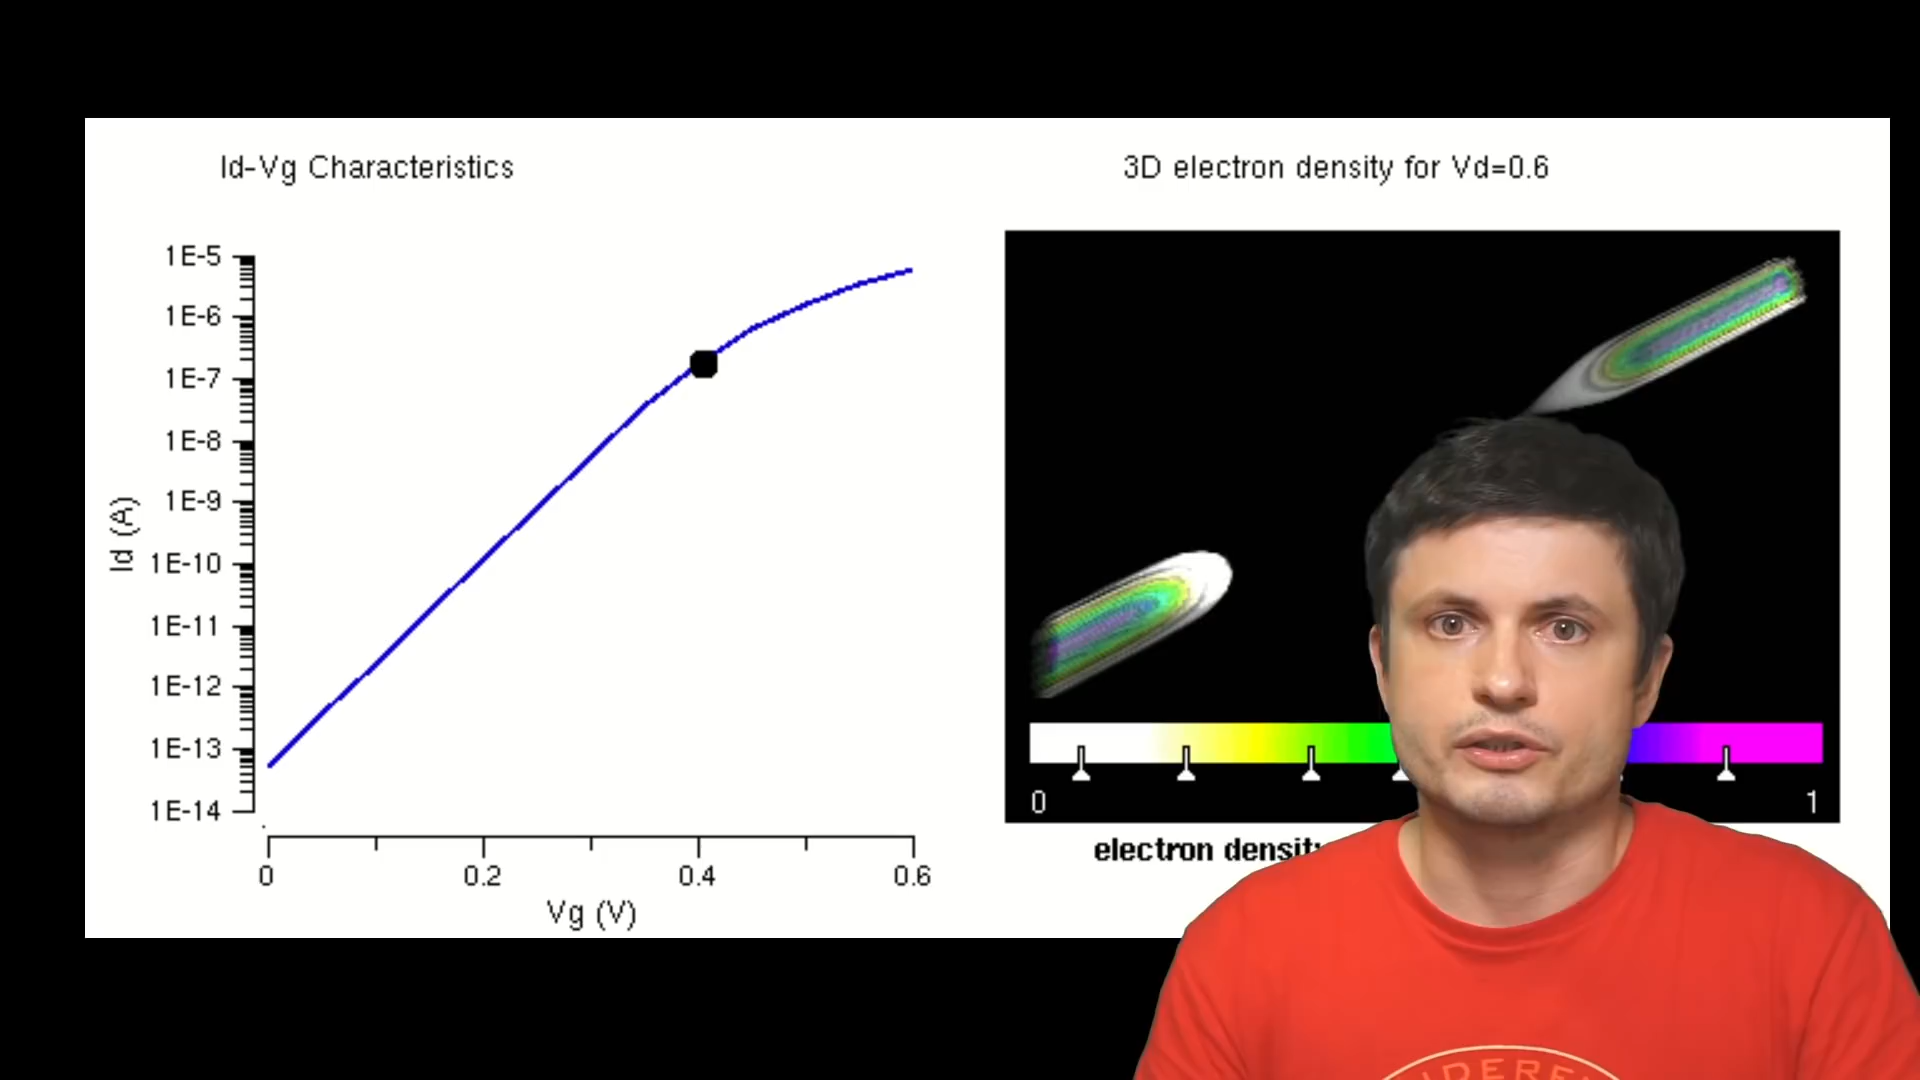 Id-Vg Characteristics
3D electron density for Vd=0.6
1E-5
1E-6
1E-7
1E-8
1E-9
1E-10
1E-11
1E-12
1E-13
1E-14
Id (A)
0
0.2
0.4
0.6
Vg (V)
0
1
electron